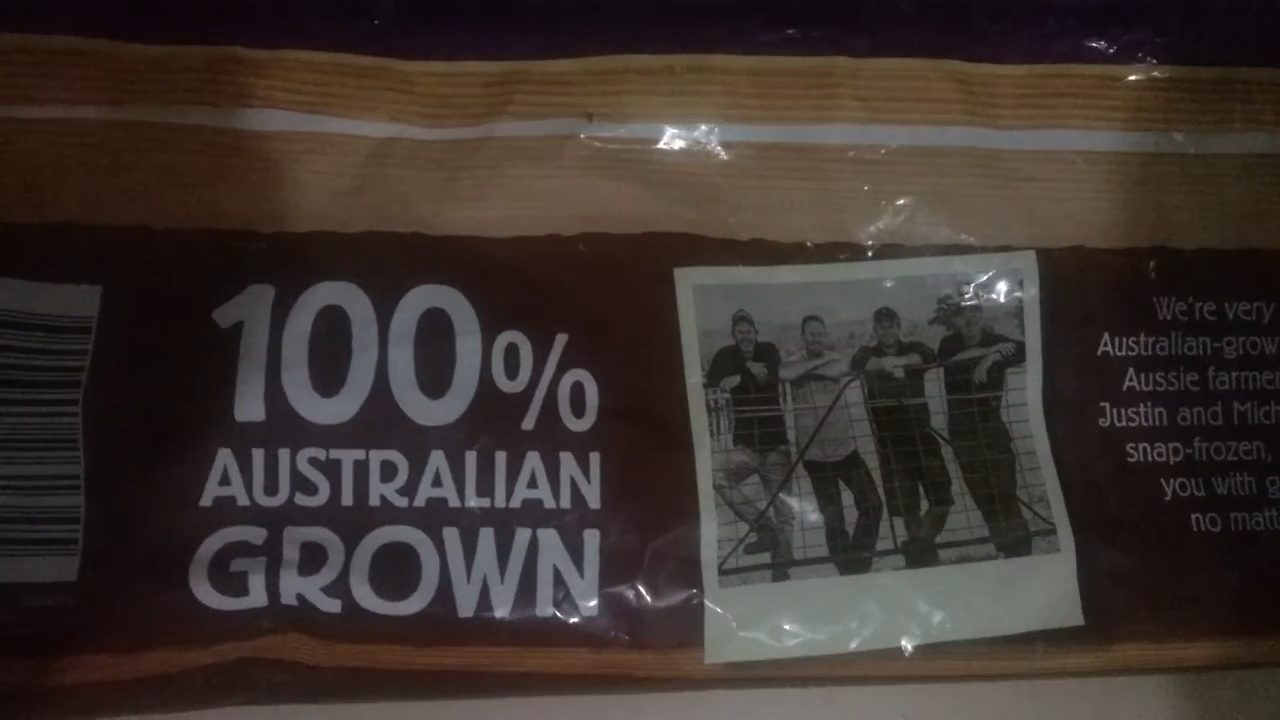 100%
AUSTRALIAN
GROWN
We're very
Australian-grow
Aussie farmer
Justin and Mich
snap-frozen,
you with g
no matt